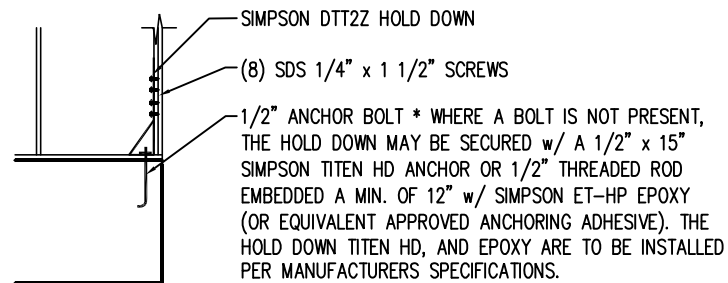 SIMPSON DTT2Z HOLD DOWN
(8) SDS 1/4" x 1 1/2" SCREWS
1/2" ANCHOR BOLT * WHERE A BOLT IS NOT PRESENT,
THE HOLD DOWN MAY BE SECURED w/ A 1/2" x 15"
SIMPSON TITEN HD ANCHOR OR 1/2" THREADED ROD
EMBEDDED A MIN. OF 12" w/ SIMPSON ET-HP EPOXY
(OR EQUIVALENT APPROVED ANCHORING ADHESIVE). THE
HOLD DOWN TITEN HD, AND EPOXY ARE TO BE INSTALLED
PER MANUFACTURERS SPECIFICATIONS.